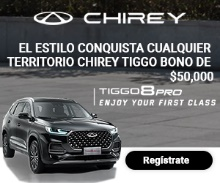 CHIREY
EL ESTILO CONQUISTA CUALQUIER
TERRITORIO CHIREY TIGGO BONO DE
$50,000
TIGGO 8 PRO
ENJOY YOUR FIRST CLASS
Regístrate